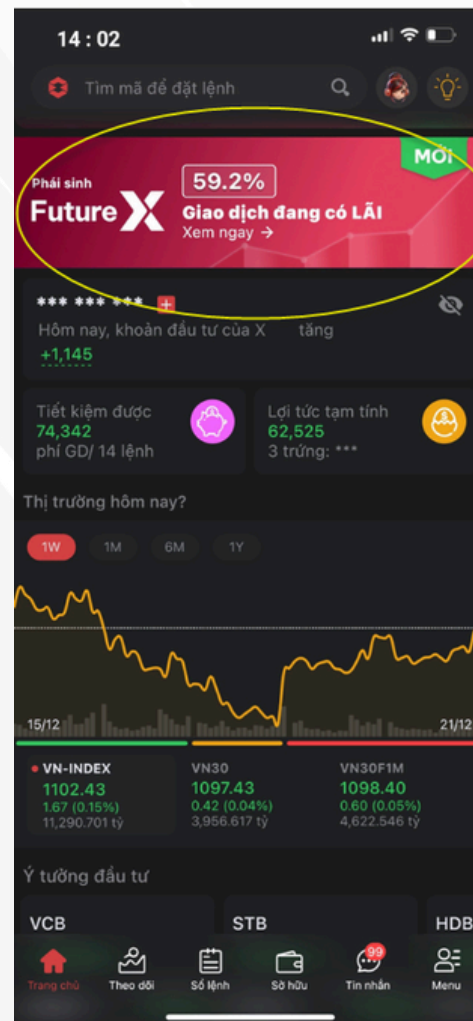 14:02
Tìm mã để đặt lệnh
MỚI
Phái sinh
FutureX
59.2%
Giao dịch đang có LÃI
Xem ngay →
*** *** ***
Hôm nay, khoản đầu tư của X tăng
+1,145
Tiết kiệm được
74,342
phí GD/ 14 lệnh
Lợi tức tạm tính
62,525
3 trứng: ***
Thị trường hôm nay?
1W 1M 6M 1Y
15/12 21/12
VN-INDEX
1102.43
1.67 (0.15%)
11,290.701 tỷ
VN30
1097.43
0.42 (0.04%)
3,956.617 tỷ
VN30F1M
1098.40
0.60 (0.05%)
4,622.546 tỷ
Ý tưởng đầu tư
VCB STB HDB
99
Trang chủ Theo dõi Sổ lệnh Sở hữu Tin nhắn Menu